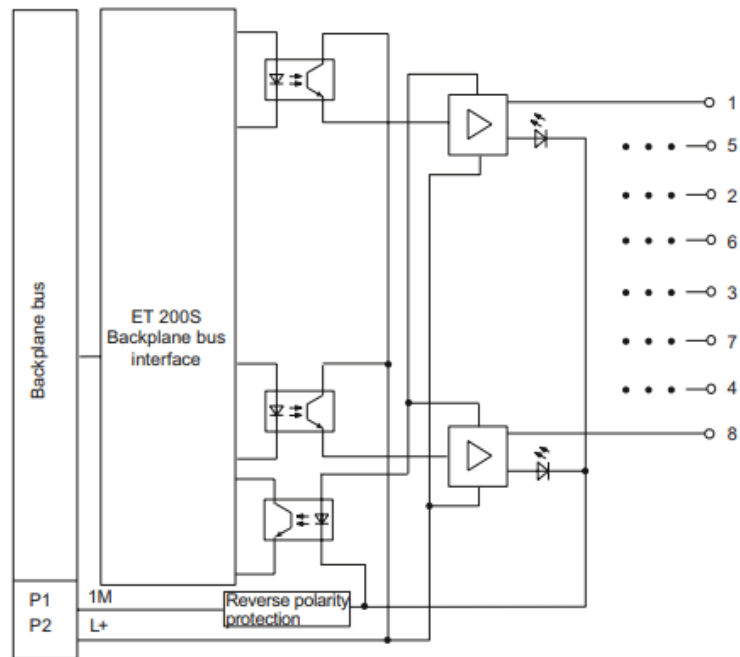 Backplane bus
ET 200S
Backplane bus
interface
1
5
2
6
3
7
4
8
P1
1M
Reverse polarity
protection
P2
L+